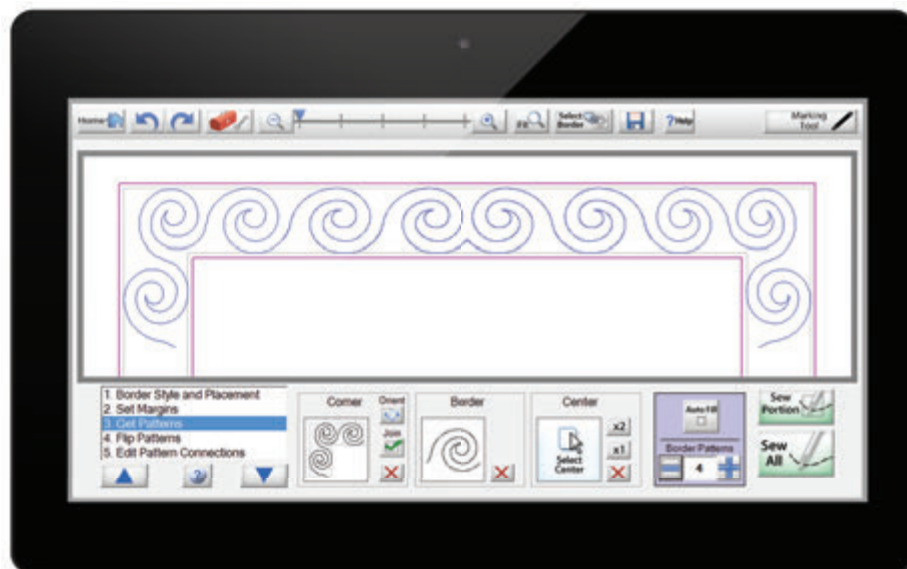 Home
Fit
Select
Border
? Help
Marking
Tool
1. Border Style and Placement
2. Set Margins
3. Get Patterns
4. Flip Patterns
5. Edit Pattern Connections
Corner
Orient
Join
Border
Center
Select
Center
x2
x1
Auto Fill
Border Patterns
4
Sew
Portion
Sew
All